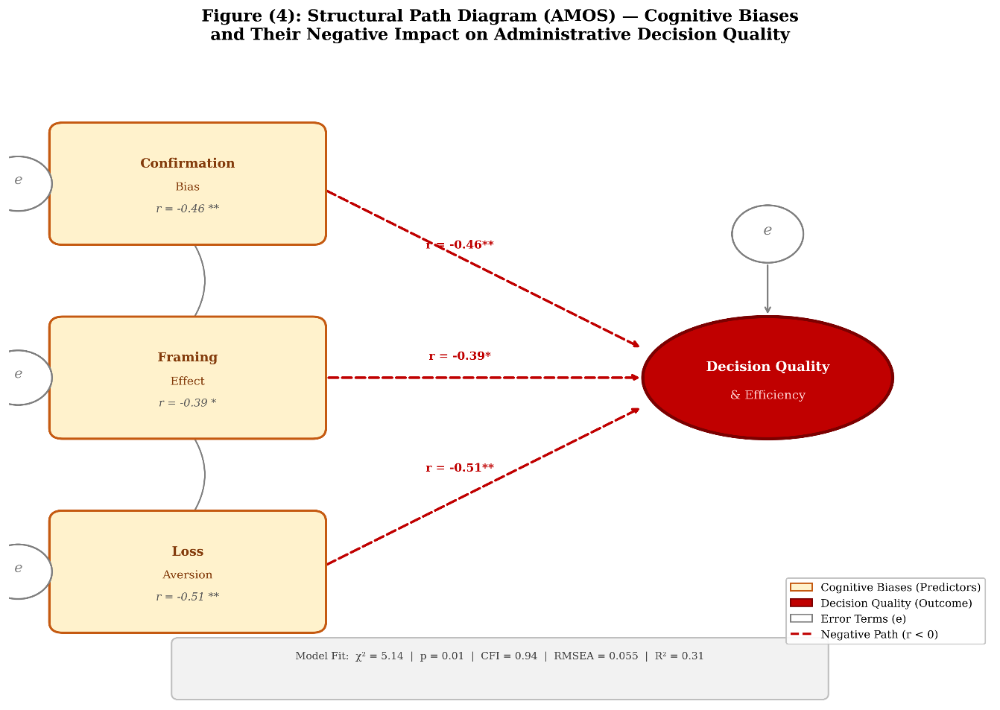 Figure (4): Structural Path Diagram (AMOS) — Cognitive Biases
and Their Negative Impact on Administrative Decision Quality
e
Confirmation
Bias
r = -0.46 **
r = -0.46**
e
e
Framing
Effect
r = -0.39 *
r = -0.39*
Decision Quality
& Efficiency
r = -0.51**
e
Loss
Aversion
r = -0.51 **
Cognitive Biases (Predictors)
Decision Quality (Outcome)
Error Terms (e)
Negative Path (r < 0)
Model Fit: χ² = 5.14 | p = 0.01 | CFI = 0.94 | RMSEA = 0.055 | R² = 0.31